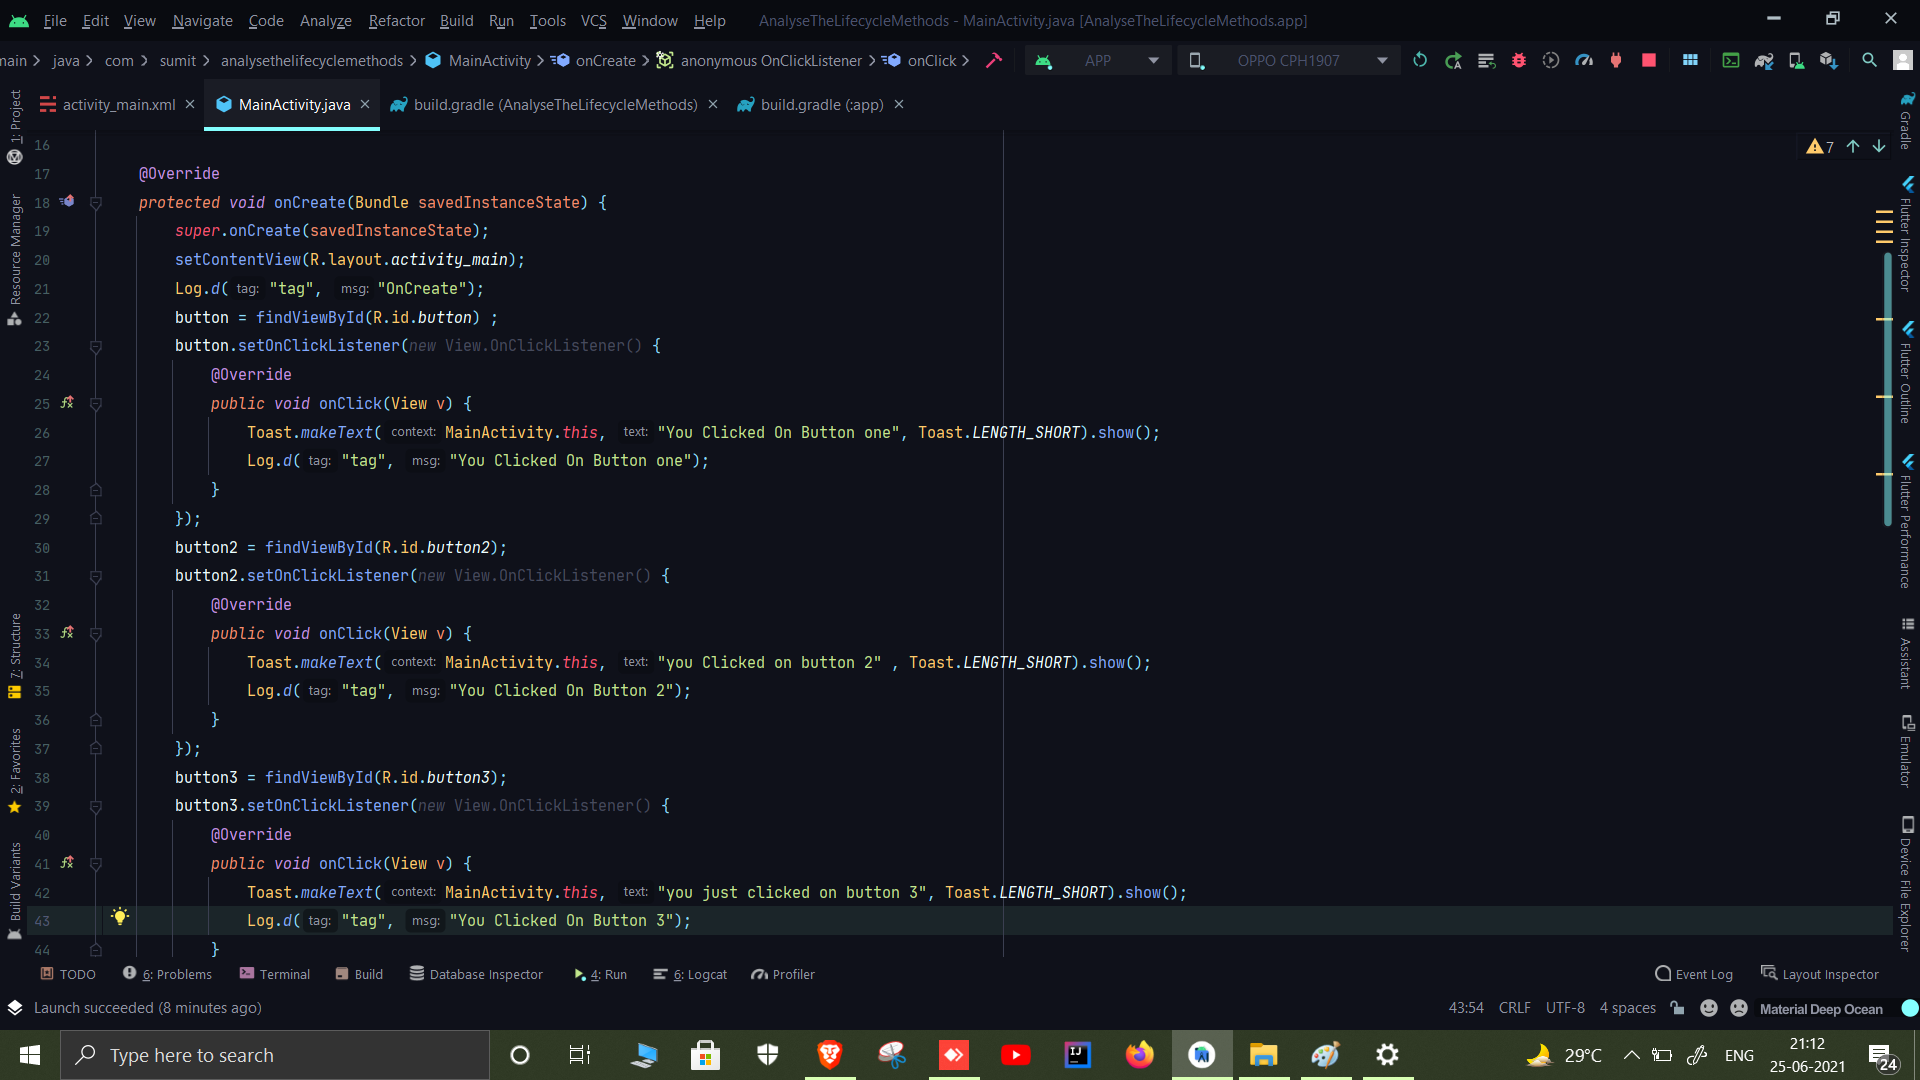 File Edit View Navigate Code Analyze Refactor Build Run Tools VCS Window Help AnalyseTheLifecycleMethods - MainActivity.java [AnalyseTheLifecycleMethods.app]
main java com sumit analysethelifecyclemethods MainActivity onCreate anonymous OnClickListener onClick APP OPPO CPH1907
activity_main.xml MainActivity.java build.gradle (AnalyseTheLifecycleMethods) build.gradle (:app)
1: Project
Resource Manager
7: Structure
2: Favorites
Build Variants
16
17 @Override
18 protected void onCreate(Bundle savedInstanceState) {
19 super.onCreate(savedInstanceState);
20 setContentView(R.layout.activity_main);
21 Log.d( tag: "tag", msg: "OnCreate");
22 button = findViewById(R.id.button) ;
23 button.setOnClickListener(new View.OnClickListener() {
24 @Override
25 public void onClick(View v) {
26 Toast.makeText( context: MainActivity.this, text: "You Clicked On Button one", Toast.LENGTH_SHORT).show();
27 Log.d( tag: "tag", msg: "You Clicked On Button one");
28 }
29 });
30 button2 = findViewById(R.id.button2);
31 button2.setOnClickListener(new View.OnClickListener() {
32 @Override
33 public void onClick(View v) {
34 Toast.makeText( context: MainActivity.this, text: "you Clicked on button 2" , Toast.LENGTH_SHORT).show();
35 Log.d( tag: "tag", msg: "You Clicked On Button 2");
36 }
37 });
38 button3 = findViewById(R.id.button3);
39 button3.setOnClickListener(new View.OnClickListener() {
40 @Override
41 public void onClick(View v) {
42 Toast.makeText( context: MainActivity.this, text: "you just clicked on button 3", Toast.LENGTH_SHORT).show();
43 Log.d( tag: "tag", msg: "You Clicked On Button 3");
44 }
7
Gradle
Flutter Inspector
Flutter Outline
Flutter Performance
Assistant
Emulator
Device File Explorer
TODO 6: Problems Terminal Build Database Inspector 4: Run 6: Logcat Profiler Event Log Layout Inspector
Launch succeeded (8 minutes ago) 43:54 CRLF UTF-8 4 spaces Material Deep Ocean
Type here to search 29°C ENG 21:12
25-06-2021 24